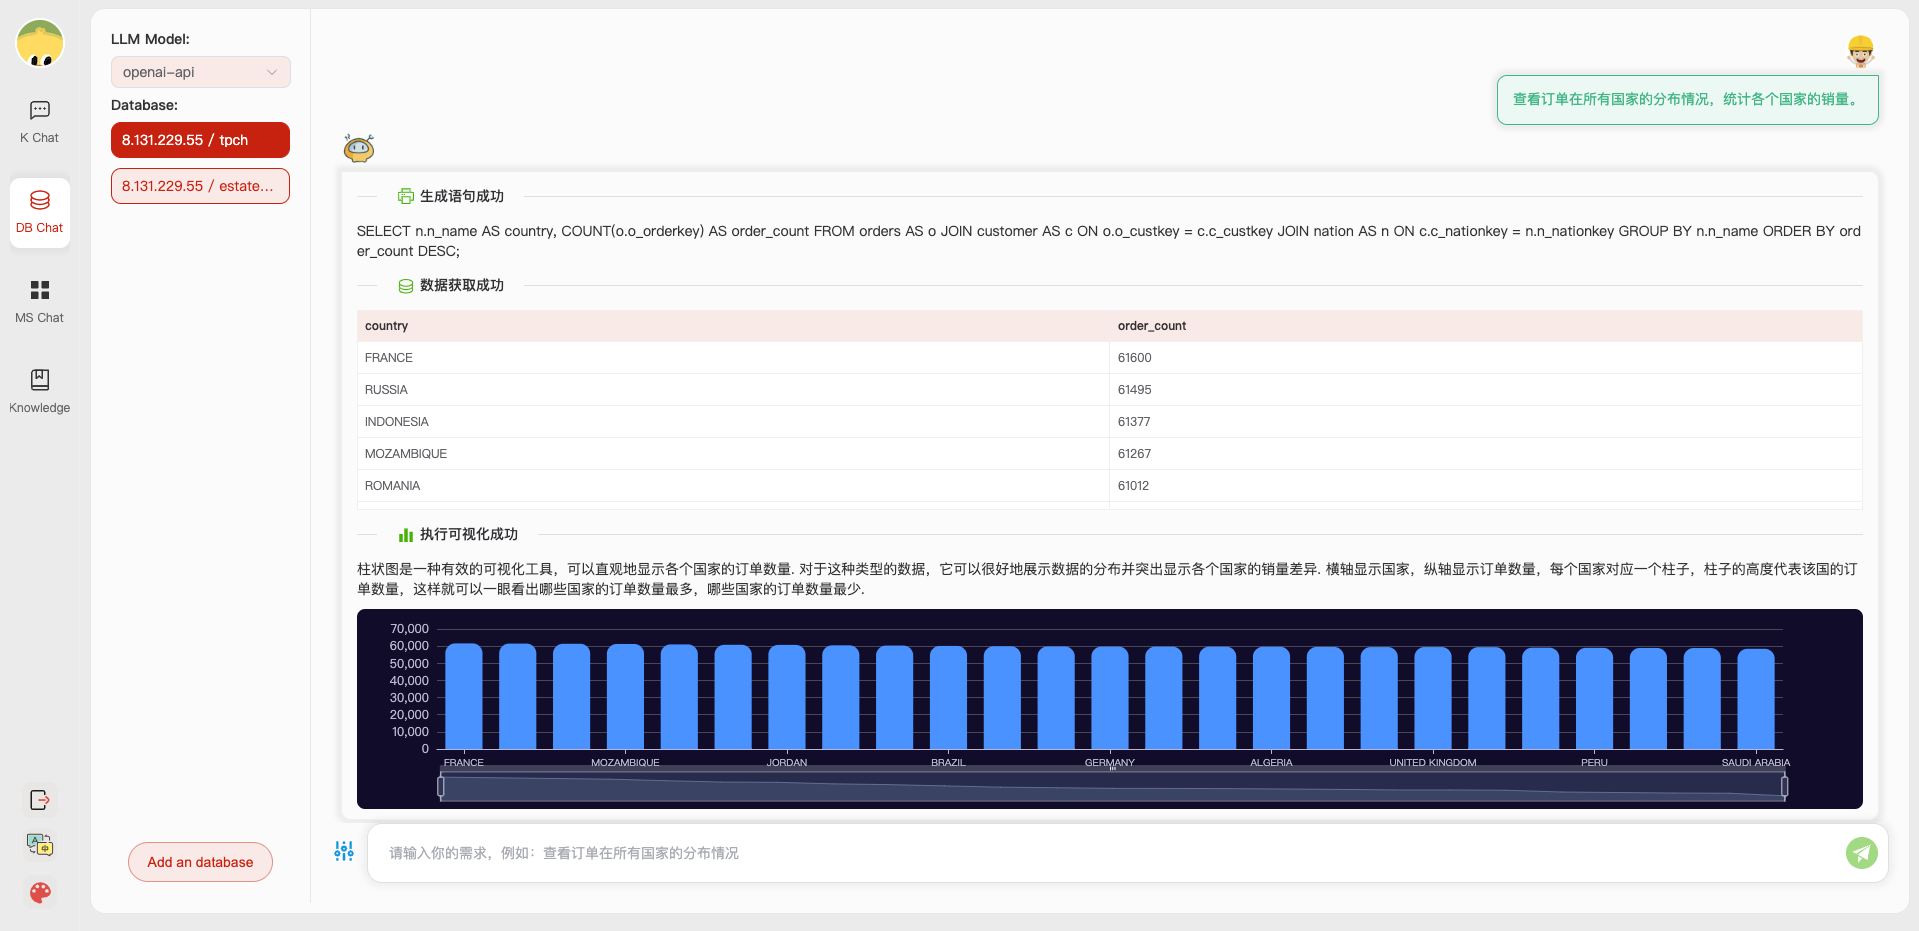 K Chat
DB Chat
MS Chat
Knowledge
LLM Model:
openai-api
Database:
8.131.229.55 / tpch
8.131.229.55 / estate...
Add an database
查看订单在所有国家的分布情况，统计各个国家的销量。
生成语句成功
SELECT n.n_name AS country, COUNT(o.o_orderkey) AS order_count FROM orders AS o JOIN customer AS c ON o.o_custkey = c.c_custkey JOIN nation AS n ON c.c_nationkey = n.n_nationkey GROUP BY n.n_name ORDER BY ord
er_count DESC;
数据获取成功
country order_count
FRANCE 61600
RUSSIA 61495
INDONESIA 61377
MOZAMBIQUE 61267
ROMANIA 61012
执行可视化成功
柱状图是一种有效的可视化工具，可以直观地显示各个国家的订单数量. 对于这种类型的数据，它可以很好地展示数据的分布并突出显示各个国家的销量差异. 横轴显示国家，纵轴显示订单数量，每个国家对应一个柱子，柱子的高度代表该国的订
单数量，这样就可以一眼看出哪些国家的订单数量最多，哪些国家的订单数量最少.
70,000
60,000
50,000
40,000
30,000
20,000
10,000
0
FRANCE MOZAMBIQUE JORDAN BRAZIL GERMANY ALGERIA UNITED KINGDOM PERU SAUDI ARABIA
请输入你的需求，例如：查看订单在所有国家的分布情况